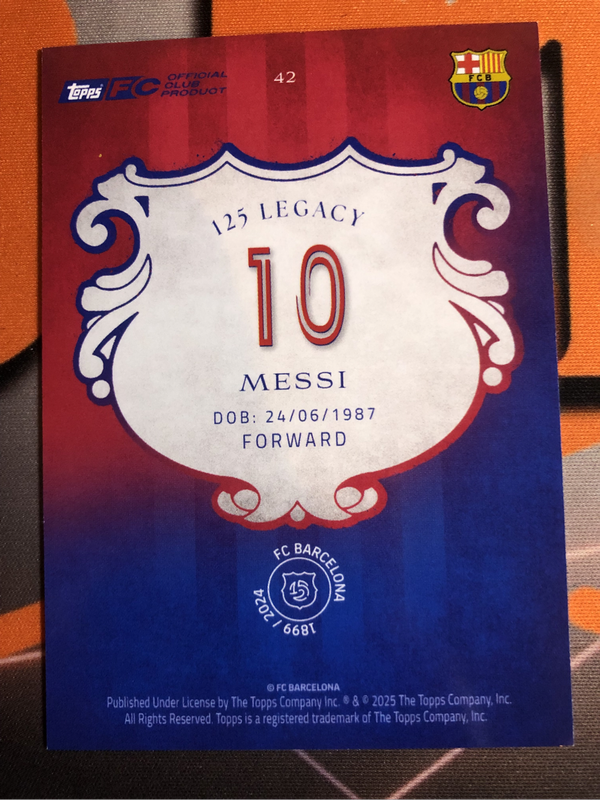 topps FC OFFICIAL
CLUB
PRODUCT
42
FCB
125 LEGACY
10
MESSI
DOB: 24/06/1987
FORWARD
FC BARCELONA
125
1899 / 2024
© FC BARCELONA
Published Under License by The Topps Company Inc. ® & © 2025 The Topps Company, Inc.
All Rights Reserved. Topps is a registered trademark of The Topps Company, Inc.